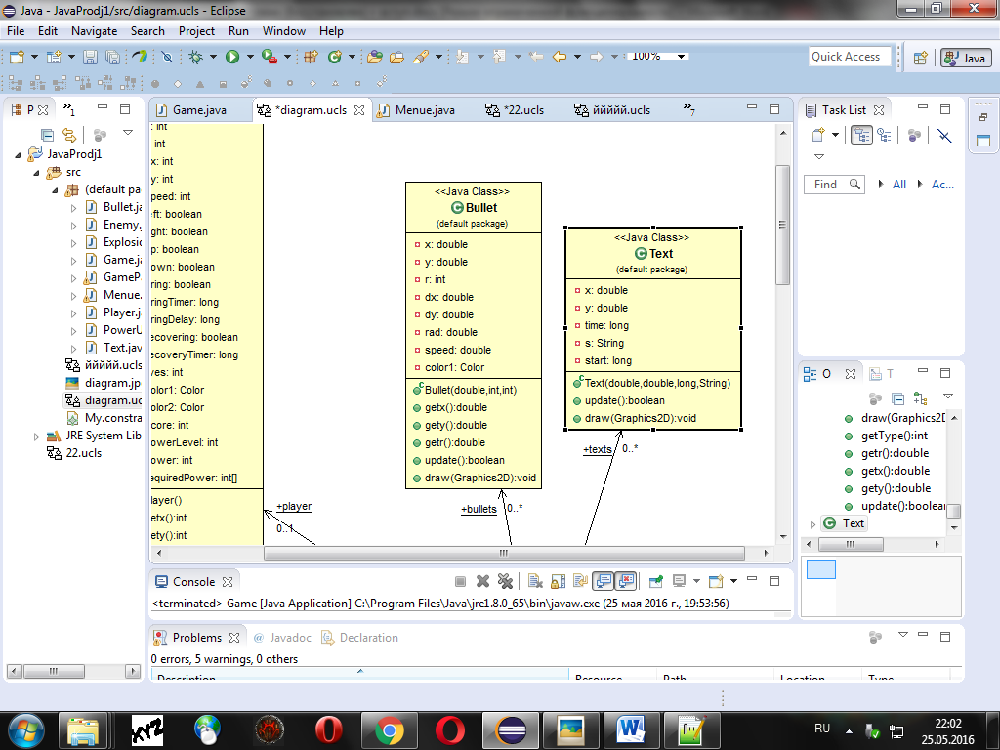 Java - JavaProdj1/src/diagram.ucls - Eclipse
File Edit Navigate Search Project Run Window Help
100% Quick Access Java
P 1
Game.java *diagram.ucls Menue.java *22.ucls йййй.ucls 7
Task List
JavaProdj1
src
(default pa
Bullet.ja
Enemy.
Explosio
Game.ja
GameP
Menue.
Player.j
PowerU
Text.jav
йййй.ucls
diagram.jp
diagram.uc
My.constra
JRE System Lib
22.ucls
: int
: int
x: int
y: int
peed: int
eft: boolean
ght: boolean
p: boolean
own: boolean
ring: boolean
ringTimer: long
ringDelay: long
ecovering: boolean
ecoveryTimer: long
ves: int
olor1: Color
olor2: Color
core: int
owerLevel: int
ower: int
equiredPower: int[]
layer()
etx():int
ety():int
<<Java Class>>
Bullet
(default package)
x: double
y: double
r: int
dx: double
dy: double
rad: double
speed: double
color1: Color
Bullet(double,int,int)
getx():double
gety():double
getr():double
update():boolean
draw(Graphics2D):void
<<Java Class>>
Text
(default package)
x: double
y: double
time: long
s: String
start: long
Text(double,double,long,String)
update():boolean
draw(Graphics2D):void
+texts 0..*
+bullets 0..*
+player
0..1
Find All Ac...
O T
draw(Graphics2D
getType():int
getr():double
getx():double
gety():double
update():boolea
Text
Console
<terminated> Game [Java Application] C:\Program Files\Java\jre1.8.0_65\bin\javaw.exe (25 мая 2016 г., 19:53:56)
Problems Javadoc Declaration
0 errors, 5 warnings, 0 others
Description Resource Path Location Type
XYZ
RU
22:02
25.05.2016